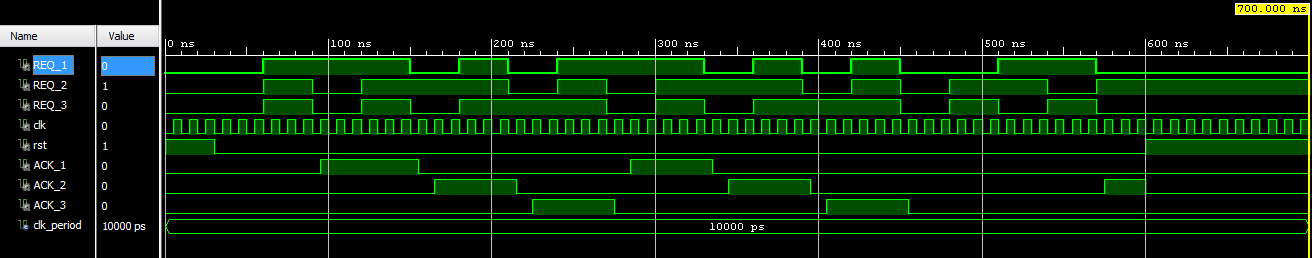 700.000 ns
Name Value
0 ns 100 ns 200 ns 300 ns 400 ns 500 ns 600 ns
REQ_1 0
REQ_2 1
REQ_3 0
clk 0
rst 1
ACK_1 0
ACK_2 0
ACK_3 0
clk_period 10000 ps 10000 ps